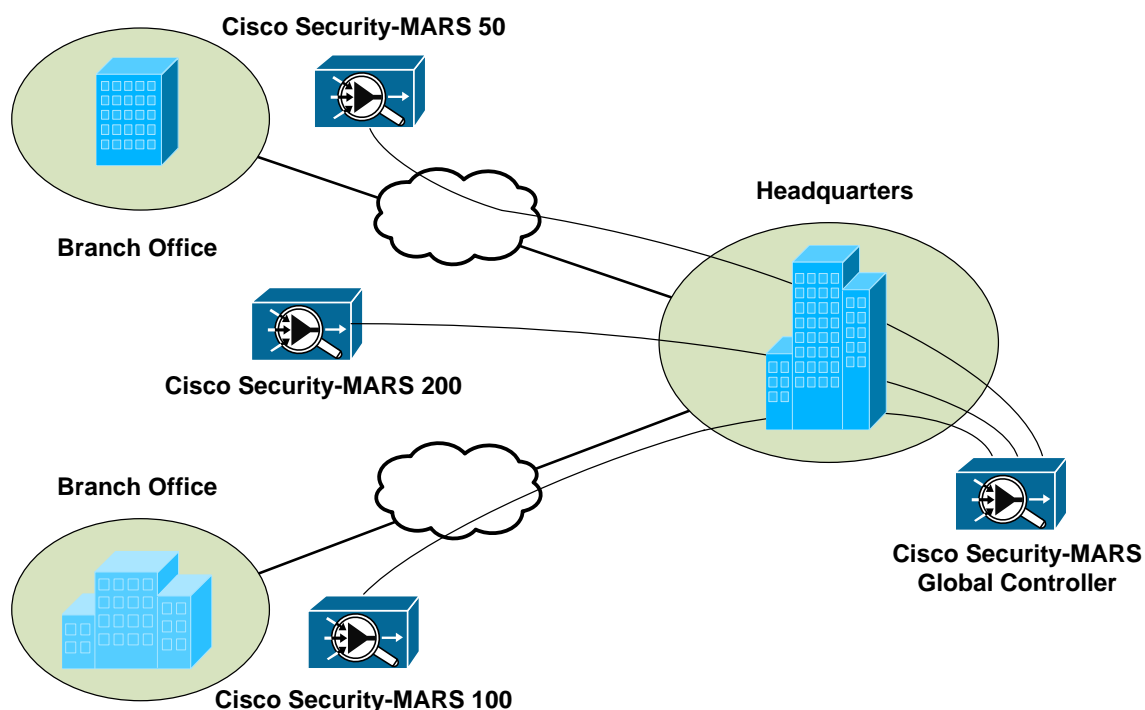 Cisco Security-MARS 50
Headquarters
Branch Office
Cisco Security-MARS 200
Branch Office
Cisco Security-MARS
Global Controller
Cisco Security-MARS 100